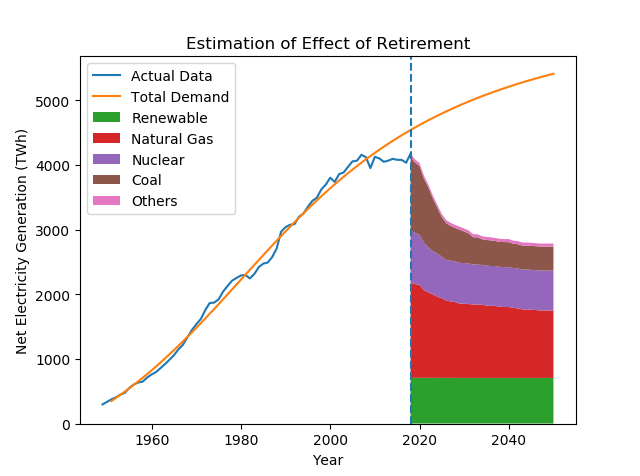 Estimation of Effect of Retirement
Actual Data
Total Demand
Renewable
Natural Gas
Nuclear
Coal
Others
Net Electricity Generation (TWh)
5000
4000
3000
2000
1000
0
1960
1980
2000
2020
2040
Year